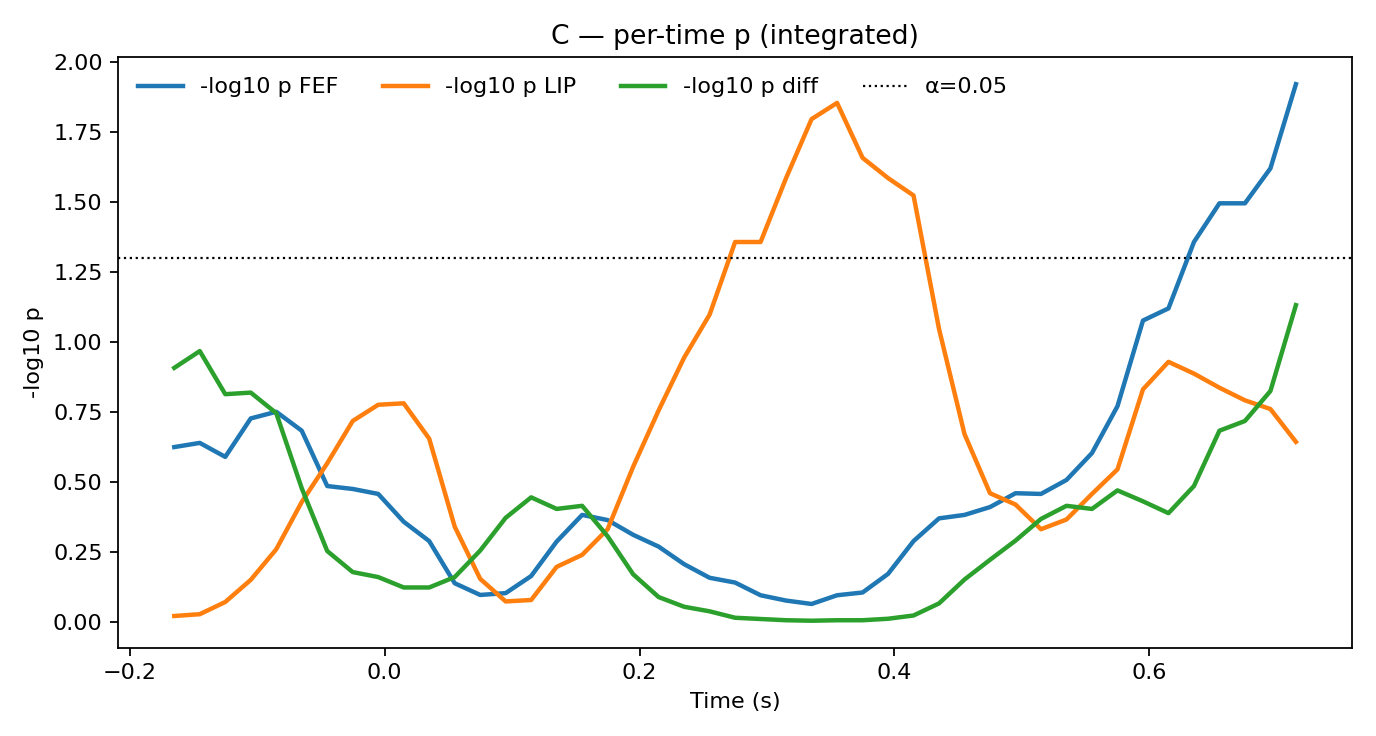 C — per-time p (integrated)
-log10 p FEF -log10 p LIP -log10 p diff α=0.05
2.00
1.75
1.50
1.25
1.00
0.75
0.50
0.25
0.00
-log10 p
−0.2 0.0 0.2 0.4 0.6
Time (s)